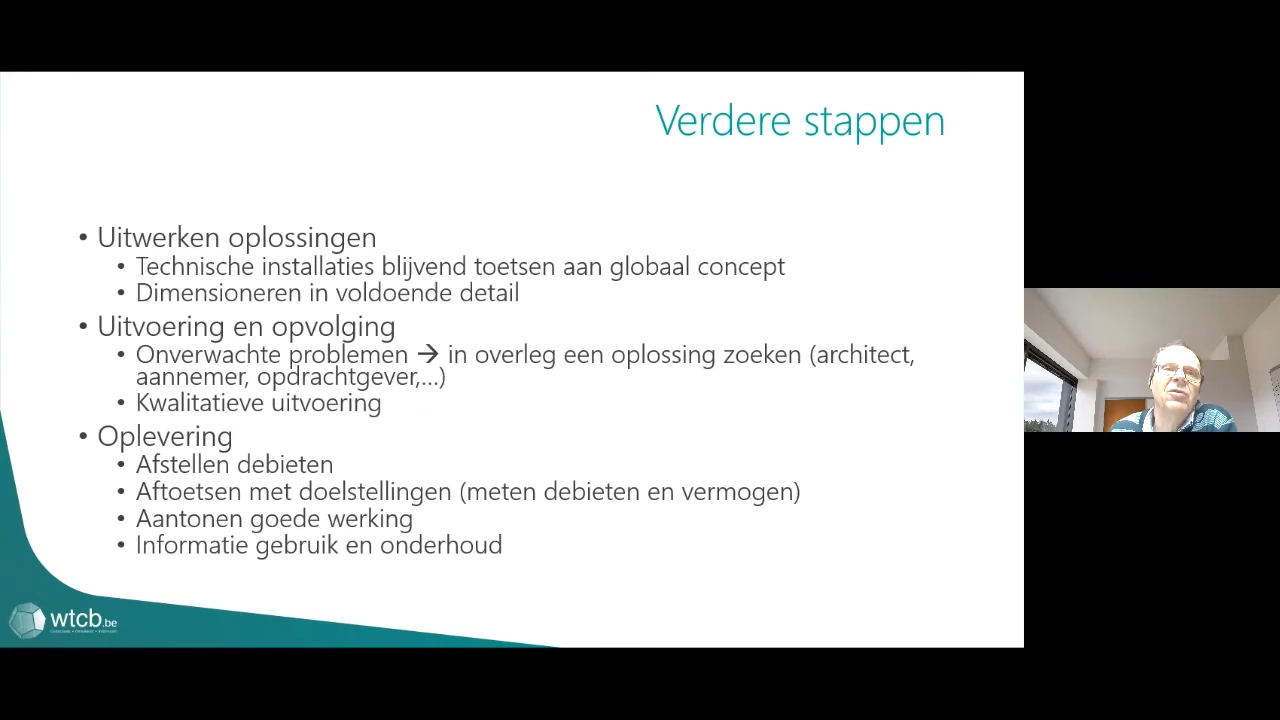 Verdere stappen
• Uitwerken oplossingen
• Technische installaties blijvend toetsen aan globaal concept
• Dimensioneren in voldoende detail
• Uitvoering en opvolging
• Onverwachte problemen → in overleg een oplossing zoeken (architect,
aannemer, opdrachtgever,...)
• Kwalitatieve uitvoering
• Oplevering
• Afstellen debieten
• Aftoetsen met doelstellingen (meten debieten en vermogen)
• Aantonen goede werking
• Informatie gebruik en onderhoud
wtcb.be